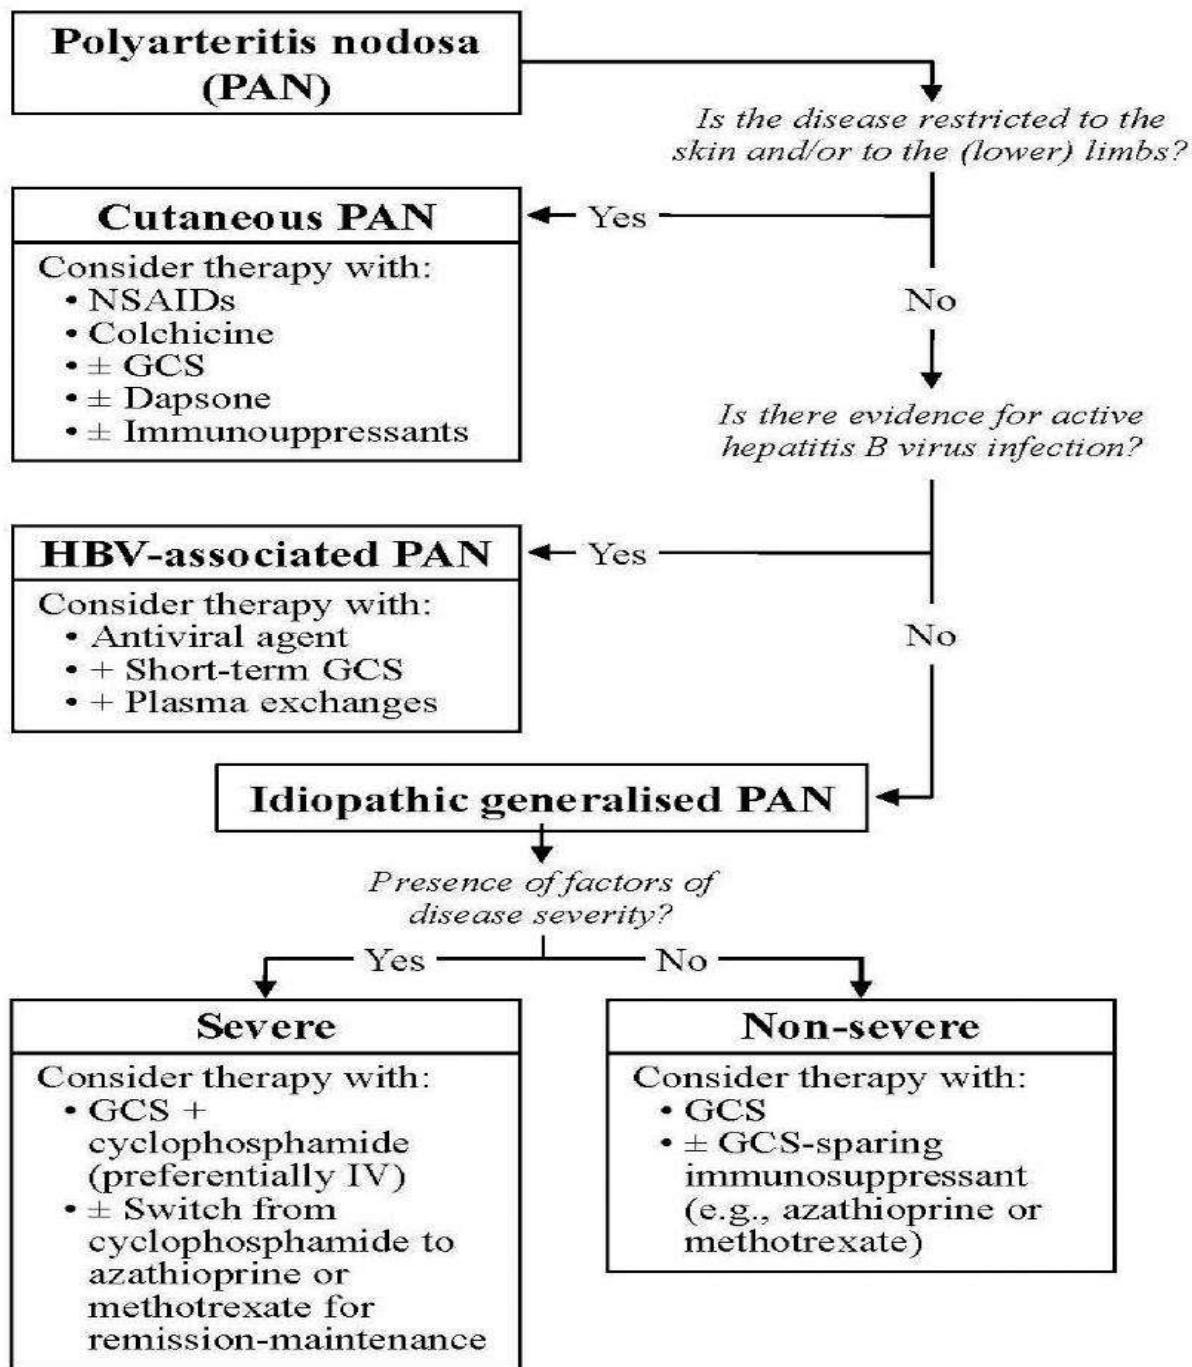 Polyarteritis nodosa
(PAN)
Is the disease restricted to the
skin and/or to the (lower) limbs?
Yes
No
Cutaneous PAN
Consider therapy with:
• NSAIDs
• Colchicine
• ± GCS
• ± Dapsone
• ± Immunouppressants
Is there evidence for active
hepatitis B virus infection?
Yes
No
HBV-associated PAN
Consider therapy with:
• Antiviral agent
• + Short-term GCS
• + Plasma exchanges
Idiopathic generalised PAN
Presence of factors of
disease severity?
Yes
No
Severe
Consider therapy with:
• GCS +
cyclophosphamide
(preferentially IV)
• ± Switch from
cyclophosphamide to
azathioprine or
methotrexate for
remission-maintenance
Non-severe
Consider therapy with:
• GCS
• ± GCS-sparing
immunosuppressant
(e.g., azathioprine or
methotrexate)